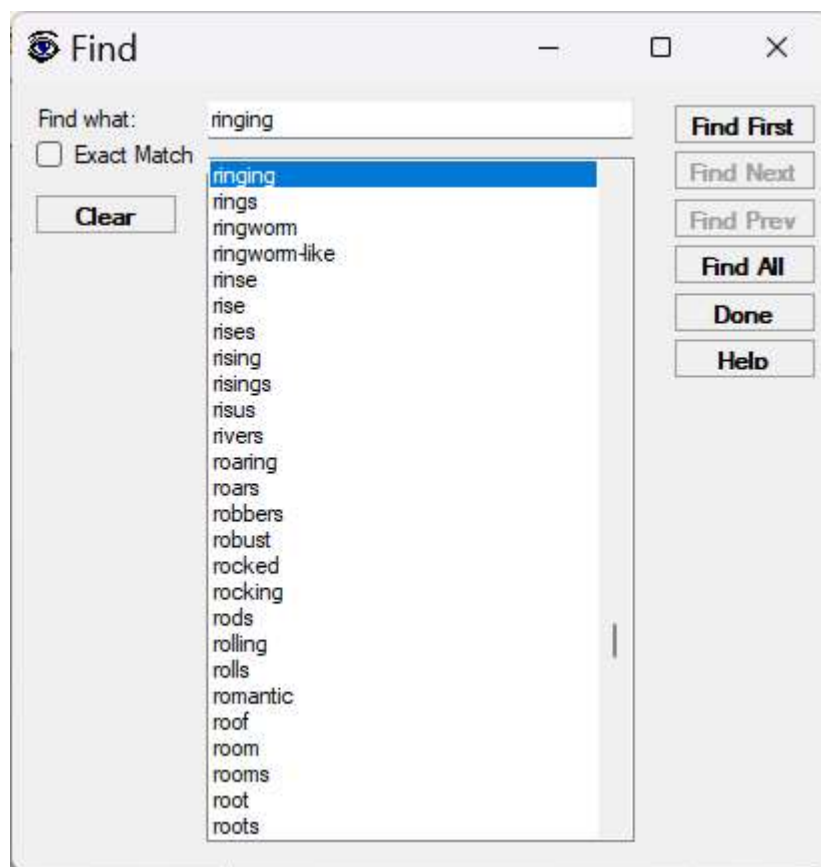 Find
Find what:
ringing
Exact Match
Clear
ringing
rings
ringworm
ringworm-like
rinse
rise
rises
rising
risings
risus
rivers
roaring
roars
robbers
robust
rocked
rocking
rods
rolling
rolls
romantic
roof
room
rooms
root
roots
Find First
Find Next
Find Prev
Find All
Done
Help